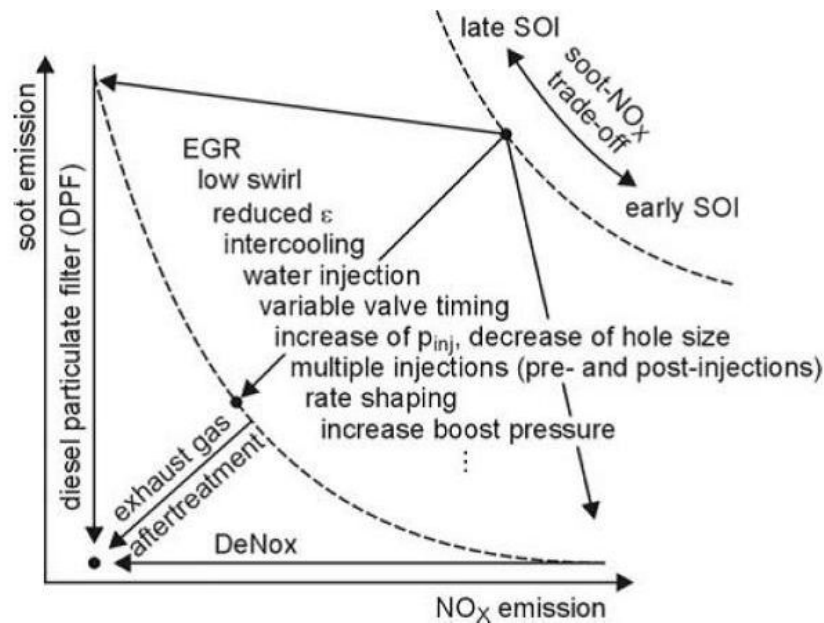 late SOI
soot-NOX
trade-off
early SOI
soot emission
diesel particulate filter (DPF)
EGR
low swirl
reduced ε
intercooling
water injection
variable valve timing
increase of pinj, decrease of hole size
multiple injections (pre- and post-injections)
rate shaping
increase boost pressure
⋮
exhaust gas
aftertreatment
DeNox
NOX emission